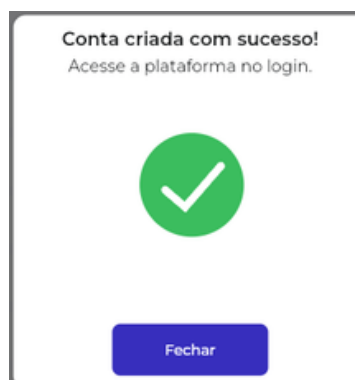 Conta criada com sucesso!
Acesse a plataforma no login.
Fechar